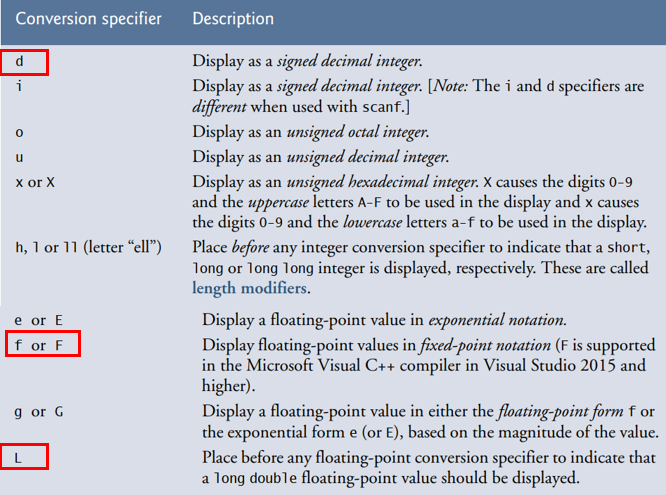 Conversion specifier Description
d Display as a signed decimal integer.
i Display as a signed decimal integer. [Note: The i and d specifiers are
different when used with scanf.]
o Display as an unsigned octal integer.
u Display as an unsigned decimal integer.
x or X Display as an unsigned hexadecimal integer. X causes the digits 0–9
and the uppercase letters A–F to be used in the display and x causes
the digits 0–9 and the lowercase letters a–f to be used in the display.
h, l or ll (letter “ell”) Place before any integer conversion specifier to indicate that a short,
long or long long integer is displayed, respectively. These are called
length modifiers.
e or E Display a floating-point value in exponential notation.
f or F Display floating-point values in fixed-point notation (F is supported
in the Microsoft Visual C++ compiler in Visual Studio 2015 and
higher).
g or G Display a floating-point value in either the floating-point form f or
the exponential form e (or E), based on the magnitude of the value.
L Place before any floating-point conversion specifier to indicate that
a long double floating-point value should be displayed.